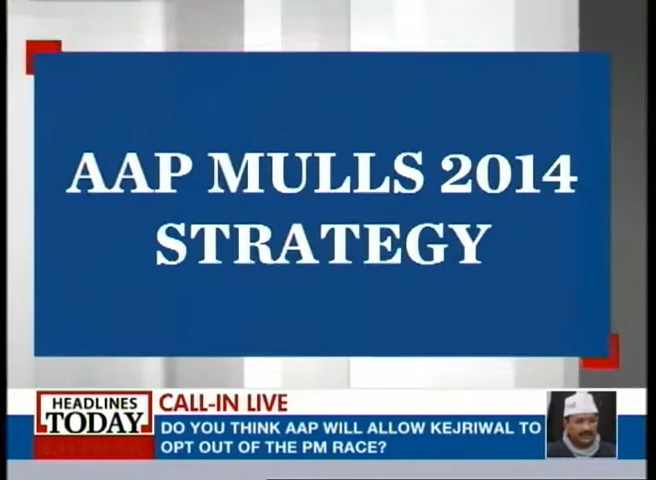 AAP MULLS 2014
STRATEGY
HEADLINES
TODAY
CALL-IN LIVE
DO YOU THINK AAP WILL ALLOW KEJRIWAL TO
OPT OUT OF THE PM RACE?